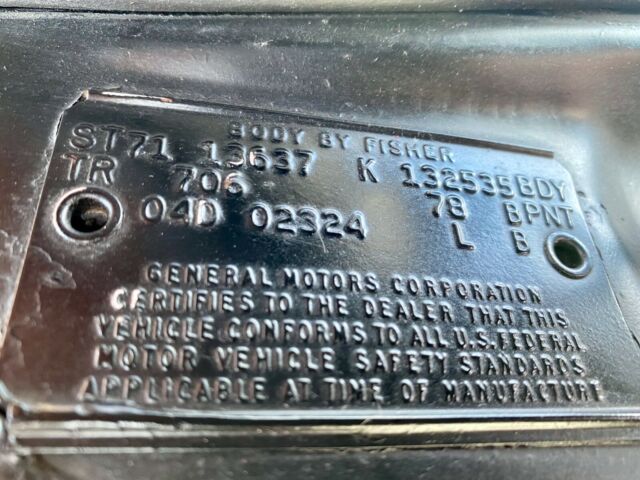 BODY BY FISHER
ST71 13637 K 132535 BDY
TR 706 78 BPNT
04D 02324 L B
GENERAL MOTORS CORPORATION
CERTIFIES TO THE DEALER THAT THIS
VEHICLE CONFORMS TO ALL U.S. FEDERAL
MOTOR VEHICLE SAFETY STANDARDS
APPLICABLE AT TIME OF MANUFACTURE